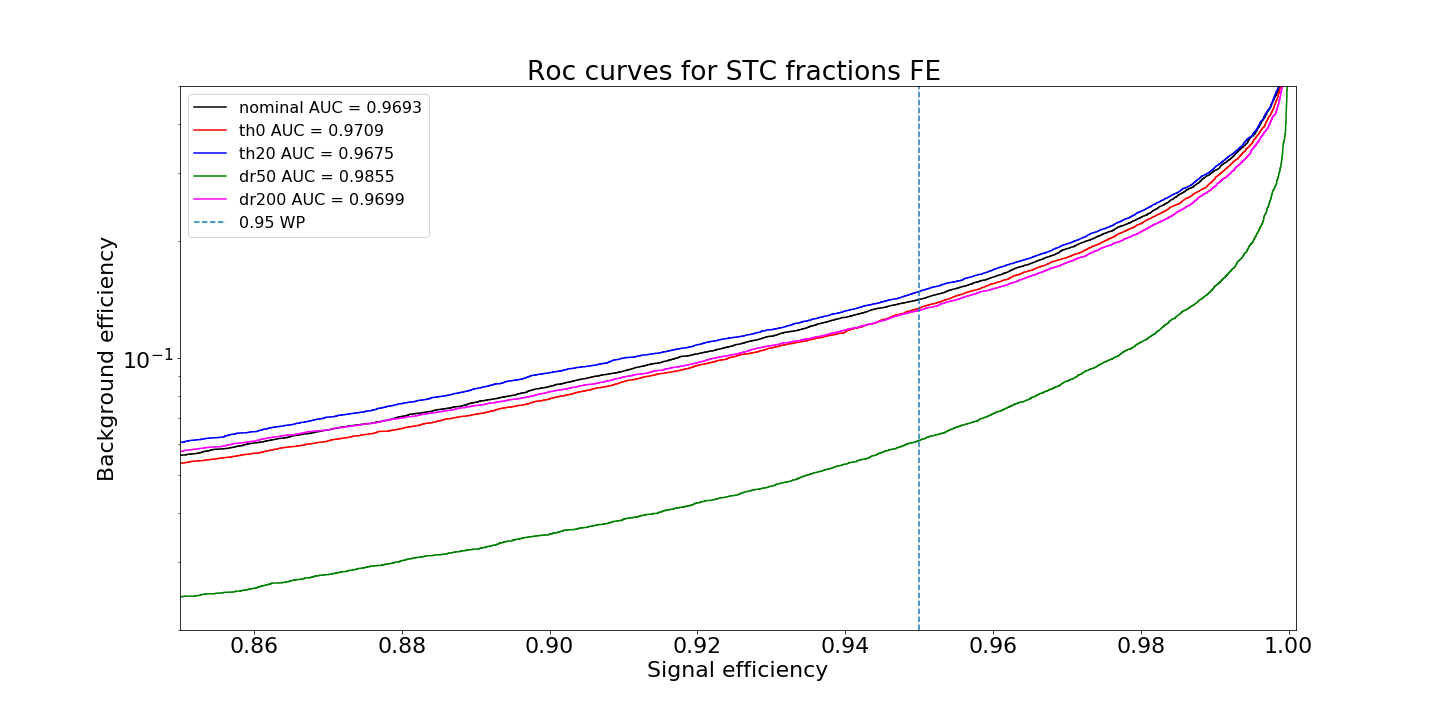 Roc curves for STC fractions FE
nominal AUC = 0.9693
th0 AUC = 0.9709
th20 AUC = 0.9675
dr50 AUC = 0.9855
dr200 AUC = 0.9699
0.95 WP
Background efficiency
10⁻¹
0.86 0.88 0.90 0.92 0.94 0.96 0.98 1.00
Signal efficiency